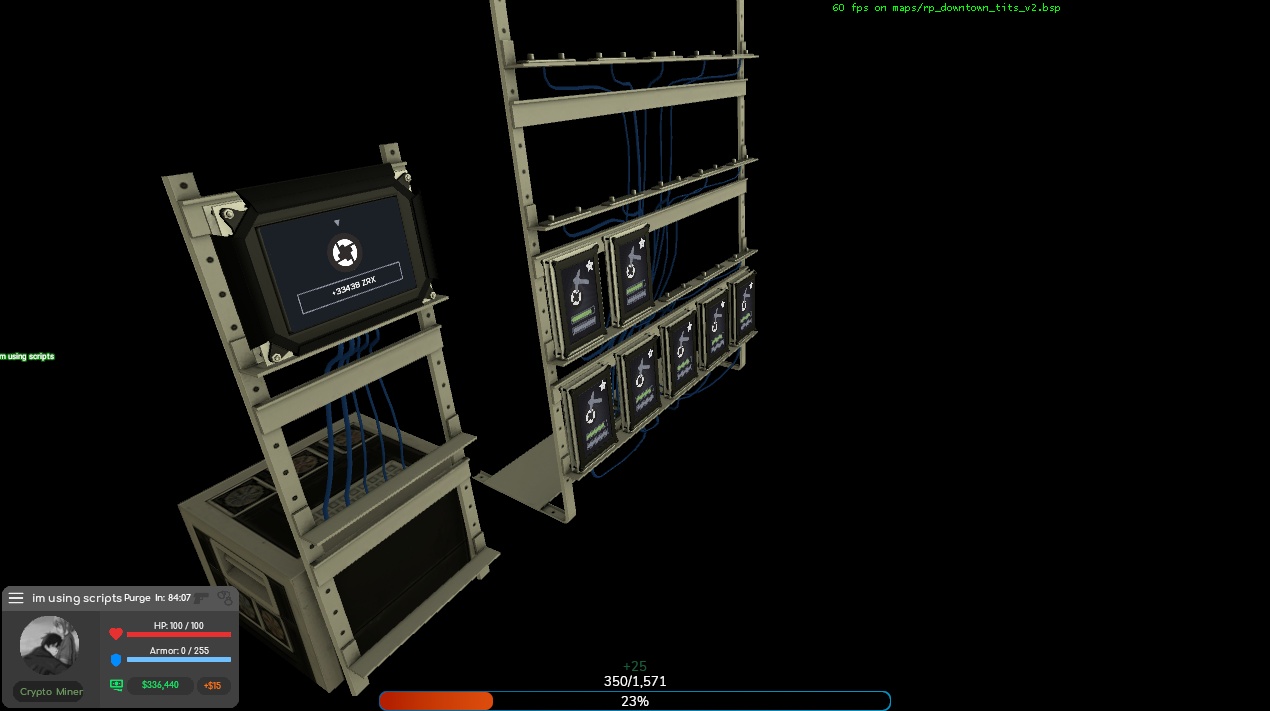 60 fps on maps/rp_downtown_tits_v2.bsp
+33438 ZRX
m using scripts
im using scripts Purge In: 84:07
HP: 100 / 100
Armor: 0 / 255
$336,440
+$15
Crypto Miner
+25
350/1,571
23%